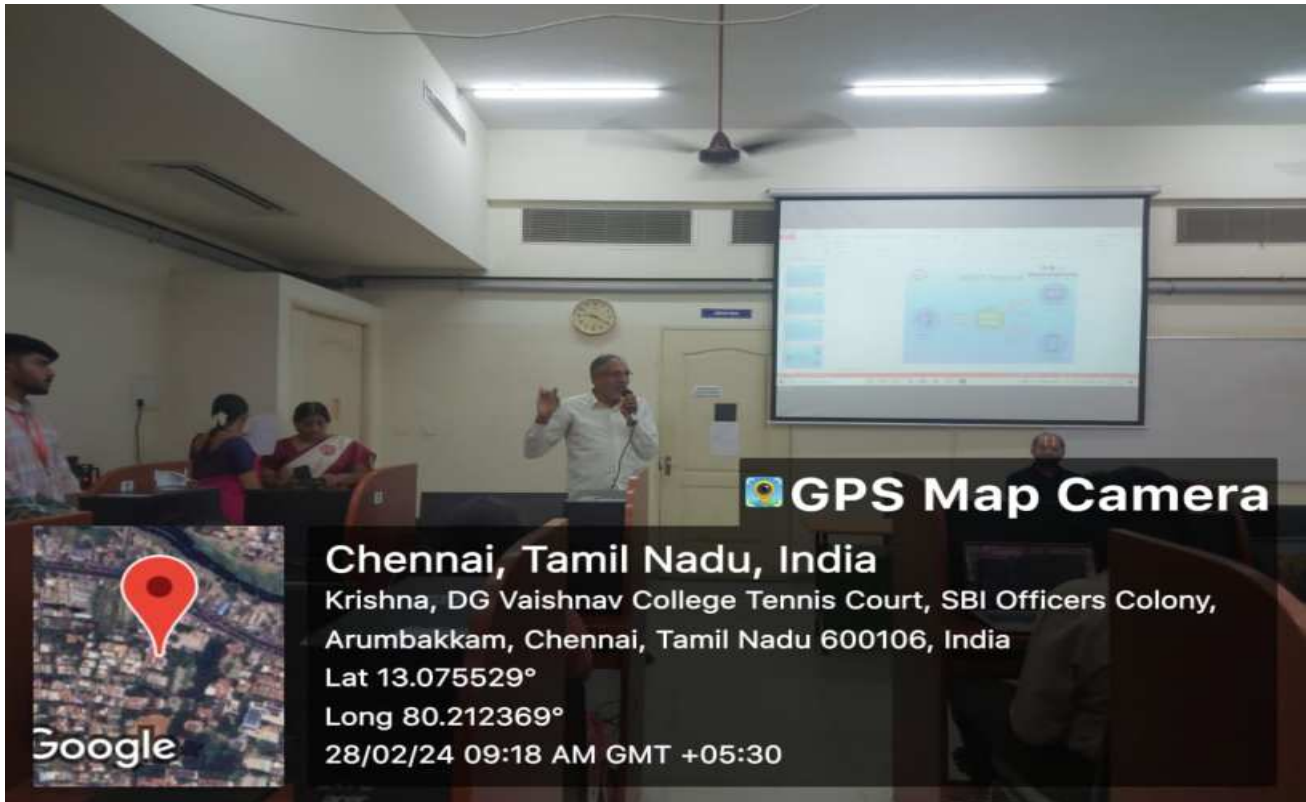 GPS Map Camera
Chennai, Tamil Nadu, India
Krishna, DG Vaishnav College Tennis Court, SBI Officers Colony,
Arumbakkam, Chennai, Tamil Nadu 600106, India
Lat 13.075529°
Long 80.212369°
28/02/24 09:18 AM GMT +05:30
Google